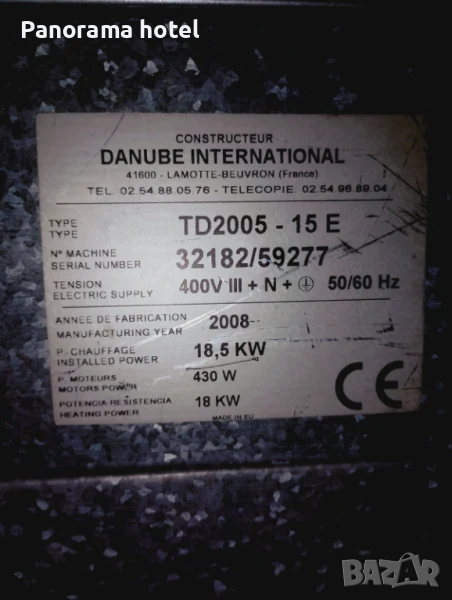 Panorama hotel
CONSTRUCTEUR
DANUBE INTERNATIONAL
41600 - LAMOTTE-BEUVRON (France)
TEL. 02.54 88.05.76 - TELECOPIE: 02.54.96.89.04
TYPE
TYPE
TD2005 - 15 E
N° MACHINE
SERIAL NUMBER
32182/59277
TENSION
ELECTRIC SUPPLY
400V III + N + ⏚ 50/60 Hz
ANNEE DE FABRICATION
MANUFACTURING YEAR
2008
P. CHAUFFAGE
INSTALLED POWER
18,5 KW
P. MOTEURS
MOTORS POWER
430 W
POTENCIA RESISTENCIA
HEATING POWER
18 KW
MADE IN EU
CE
BAZAR